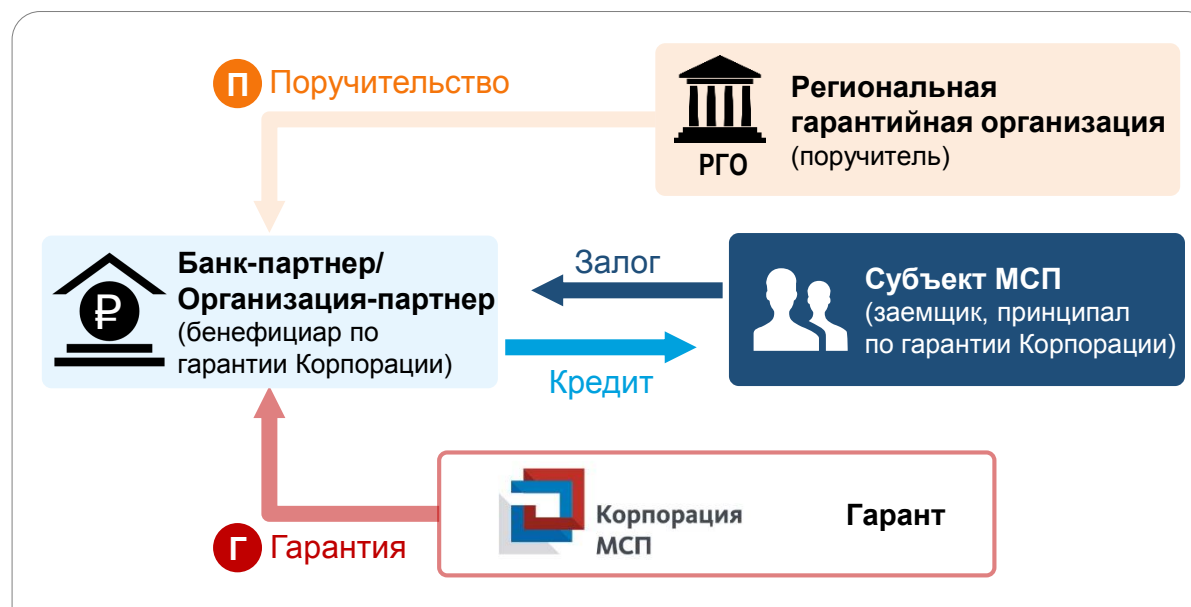 П Поручительство
Региональная
гарантийная организация
(поручитель)
РГО
Банк-партнер/
Организация-партнер
(бенефициар по
гарантии Корпорации)
₽
Залог
Кредит
Субъект МСП
(заемщик, принципал
по гарантии Корпорации)
Корпорация
МСП
Гарант
Г Гарантия